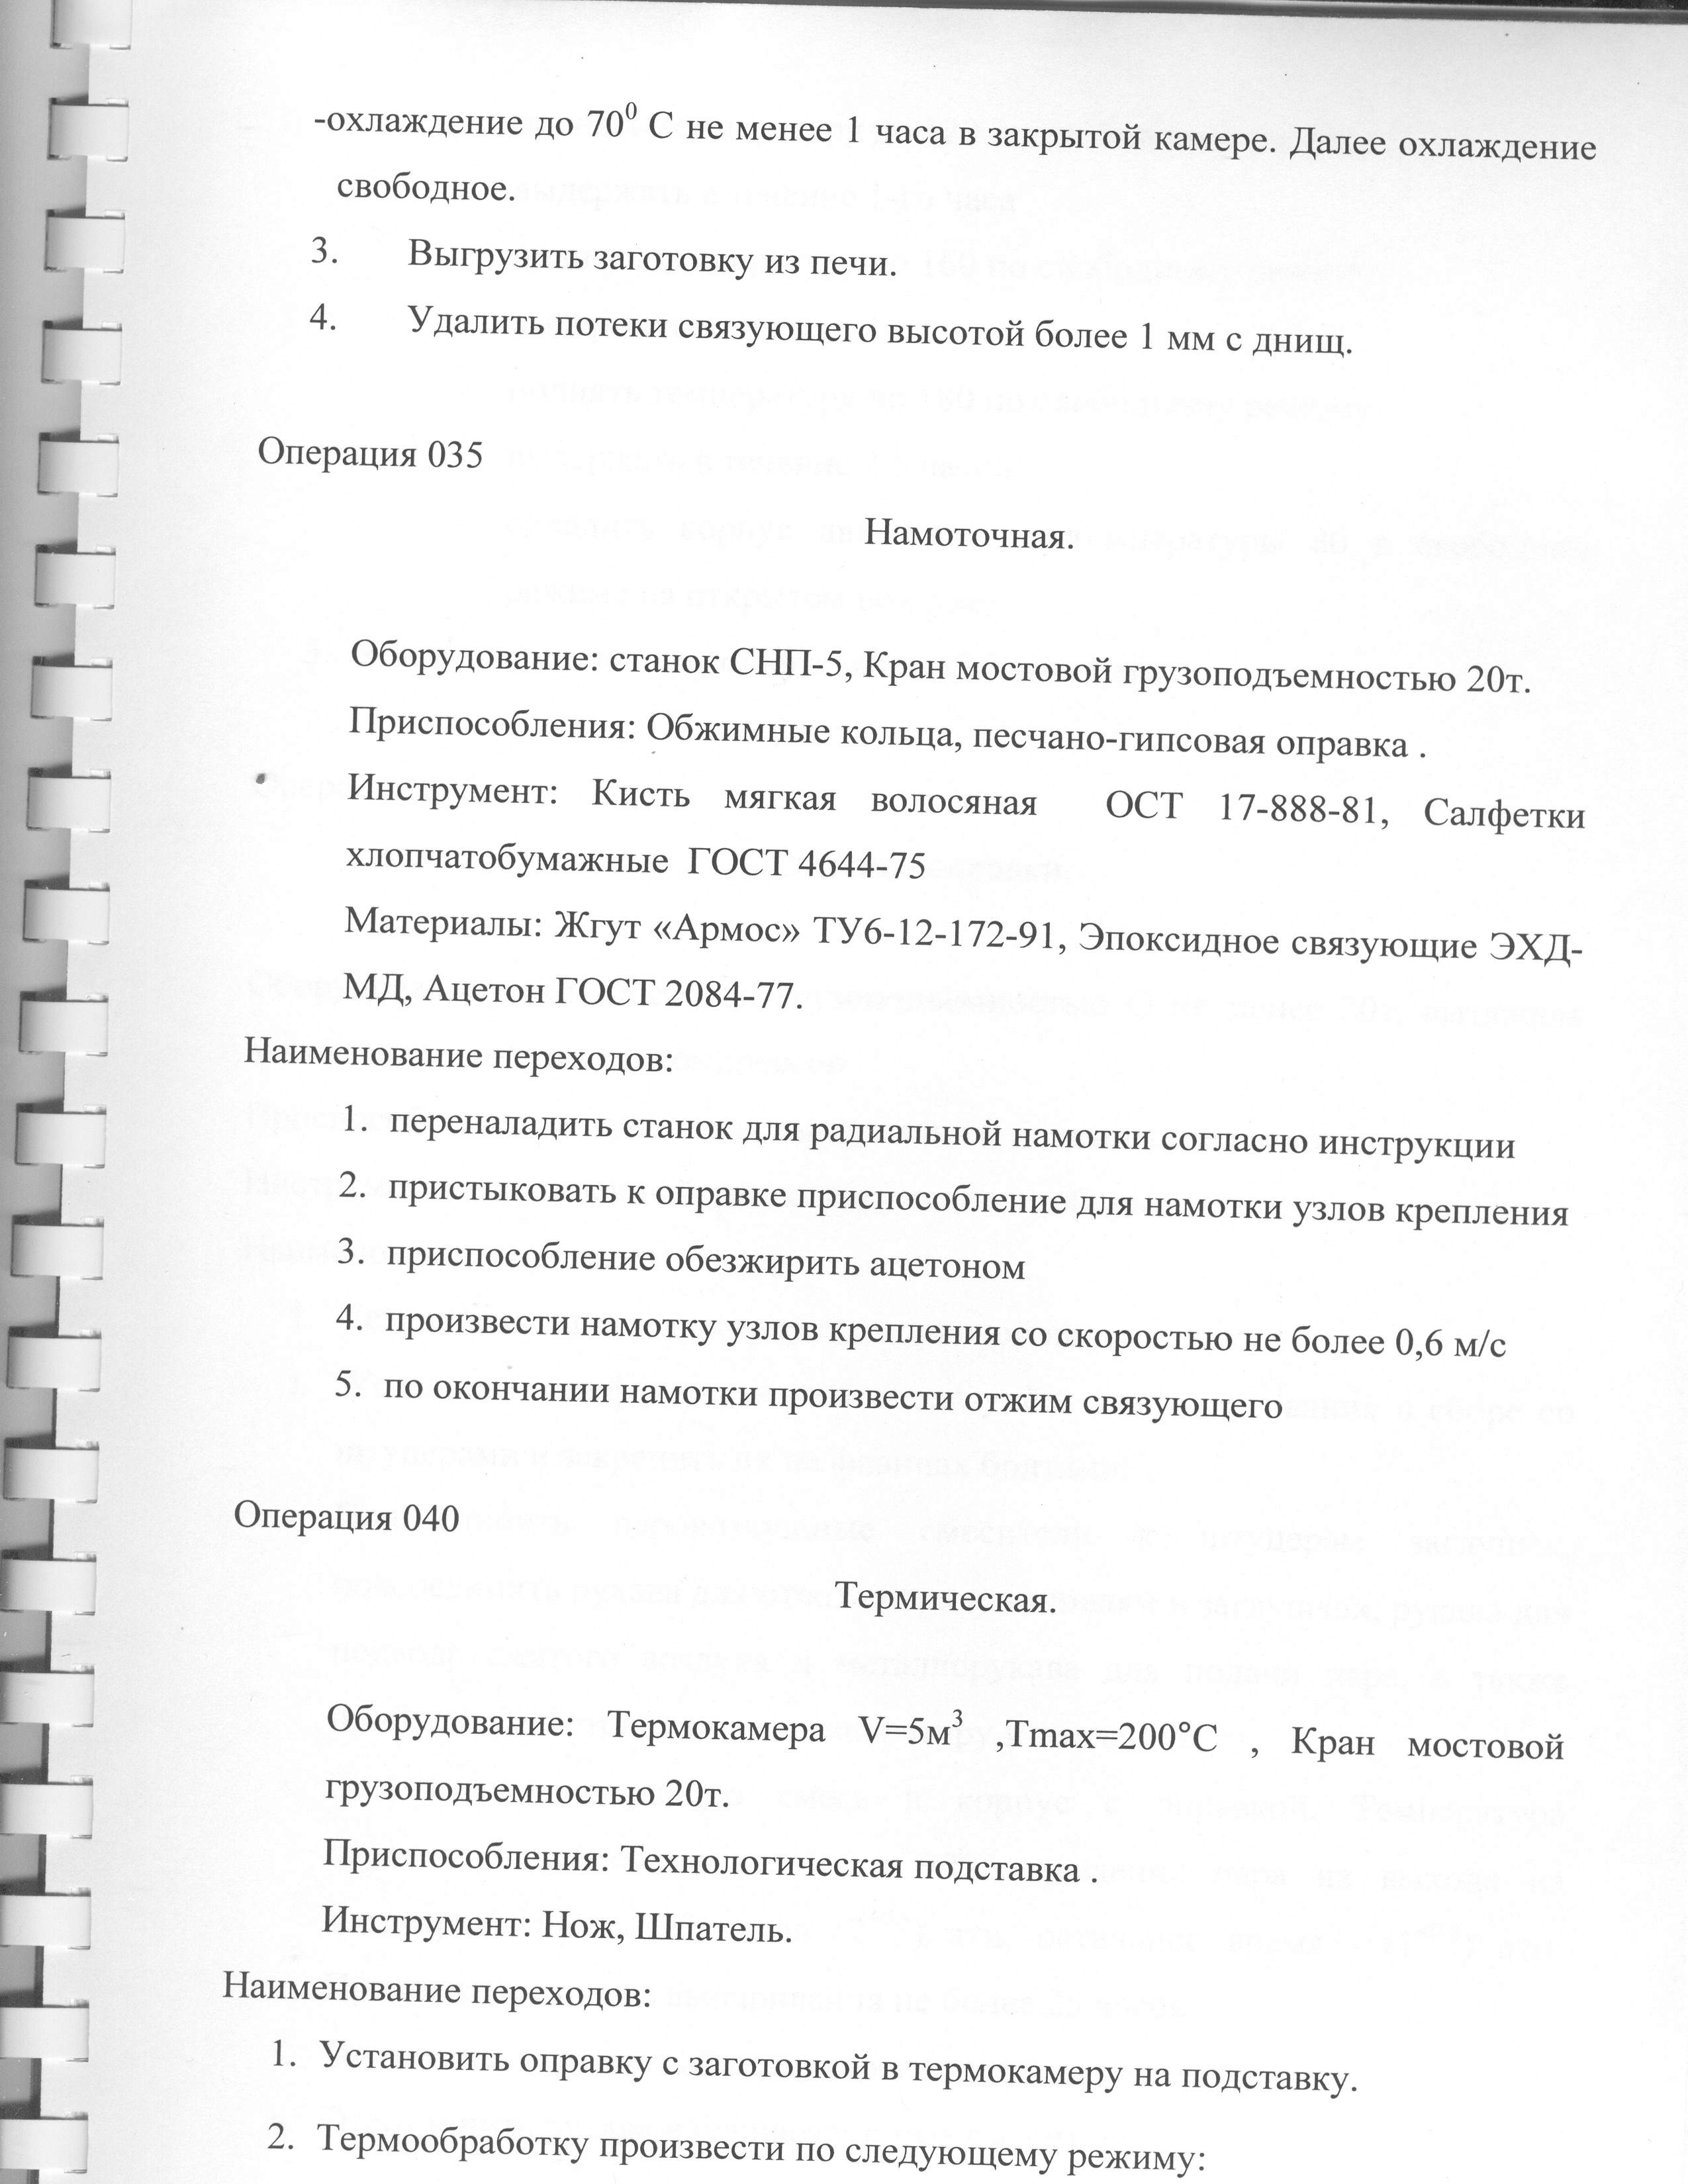 -охлаждение до 70⁰ С не менее 1 часа в закрытой камере. Далее охлаждение
свободное.
3. Выгрузить заготовку из печи.
4. Удалить потеки связующего высотой более 1 мм с днищ.
Операция 035
Намоточная.
Оборудование: станок СНП-5, Кран мостовой грузоподъемностью 20т.
Приспособления: Обжимные кольца, песчано-гипсовая оправка .
Инструмент: Кисть мягкая волосяная ОСТ 17-888-81, Салфетки
хлопчатобумажные ГОСТ 4644-75
Материалы: Жгут «Армос» ТУ6-12-172-91, Эпоксидное связующие ЭХД-
МД, Ацетон ГОСТ 2084-77.
Наименование переходов:
1. переналадить станок для радиальной намотки согласно инструкции
2. пристыковать к оправке приспособление для намотки узлов крепления
3. приспособление обезжирить ацетоном
4. произвести намотку узлов крепления со скоростью не более 0,6 м/с
5. по окончании намотки произвести отжим связующего
Операция 040
Термическая.
Оборудование: Термокамера V=5м³ ,Tmax=200°С , Кран мостовой
грузоподъемностью 20т.
Приспособления: Технологическая подставка .
Инструмент: Нож, Шпатель.
Наименование переходов:
1. Установить оправку с заготовкой в термокамеру на подставку.
2. Термообработку произвести по следующему режиму: